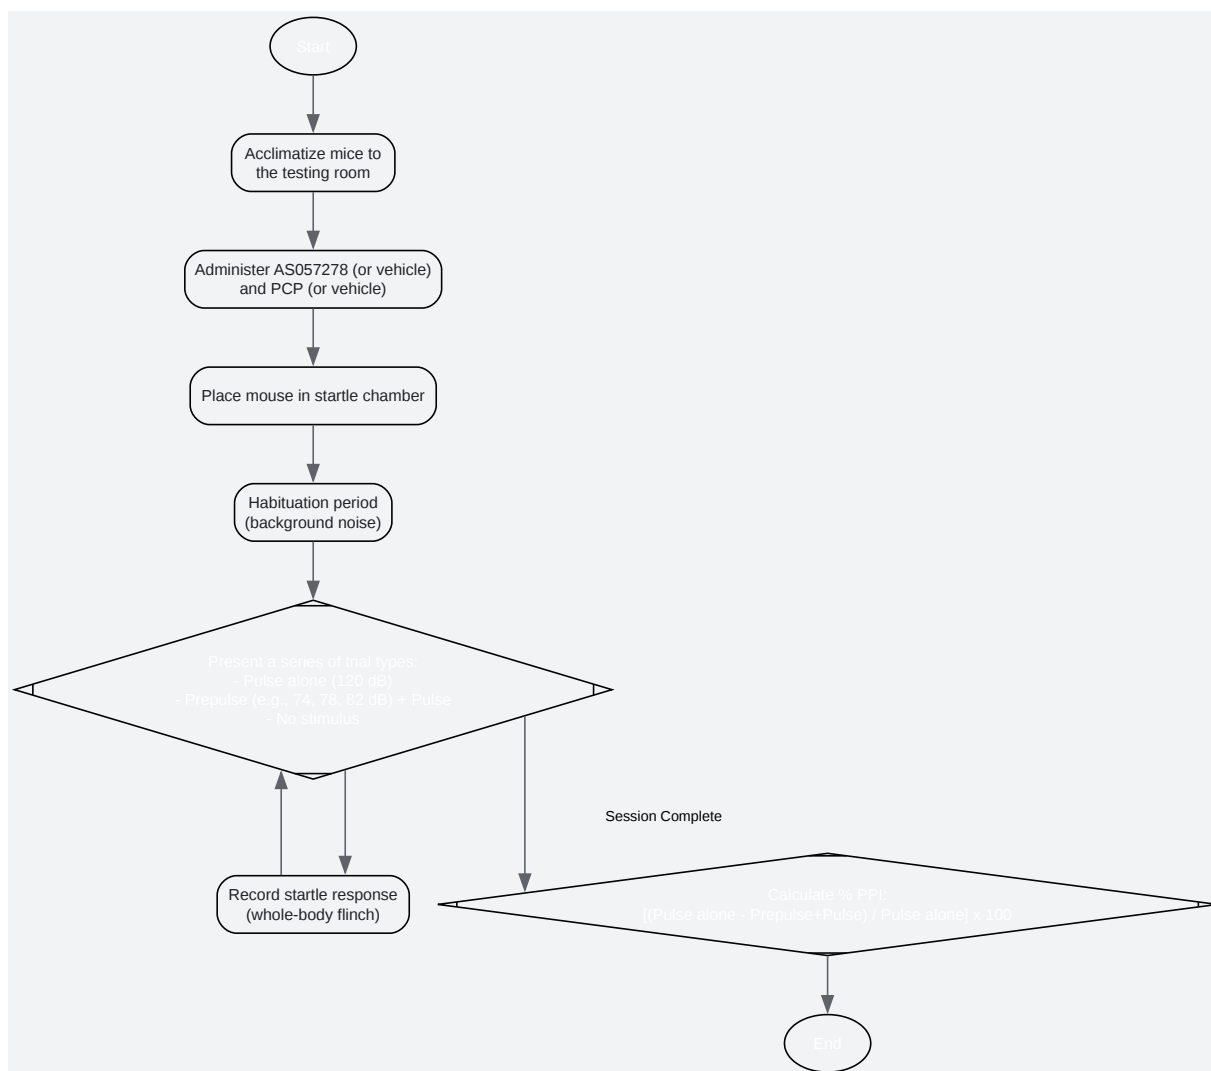 Start
Acclimatize mice to
the testing room
Administer AS057278 (or vehicle)
and PCP (or vehicle)
Place mouse in startle chamber
Habituation period
(background noise)
Present a series of trial types:
- Pulse alone (120 dB)
- Prepulse (e.g., 74, 78, 82 dB) + Pulse
- No stimulus
Session Complete
Record startle response
(whole-body flinch)
Calculate % PPI:
[(Pulse alone - Prepulse+Pulse) / Pulse alone] x 100
End